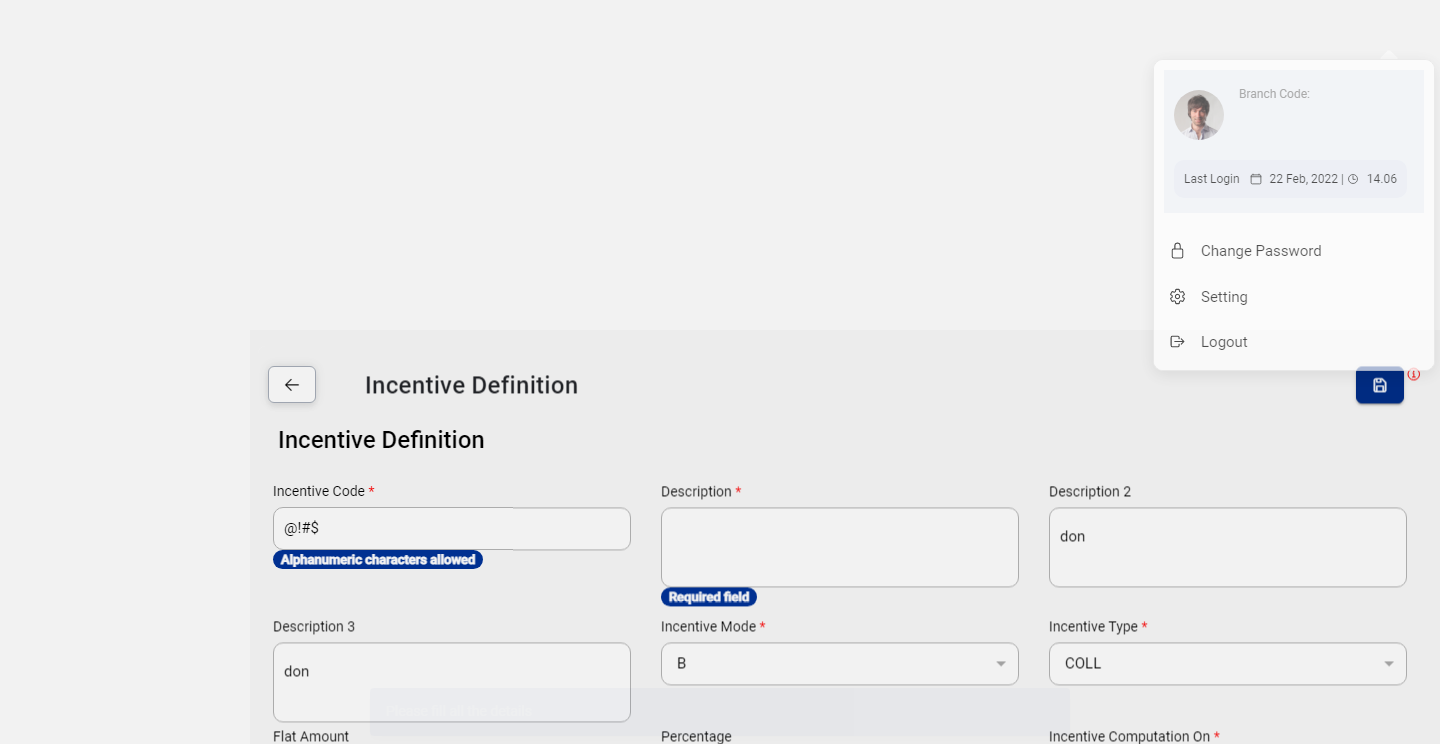 Branch Code:
Last Login 22 Feb, 2022 | 14.06
Change Password
Setting
Logout
Incentive Definition
Incentive Definition
Incentive Code *
Description *
Description 2
@!#$
don
Alphanumeric characters allowed
Required field
Description 3
Incentive Mode *
Incentive Type *
don
B
COLL
Flat Amount
Percentage
Incentive Computation On *